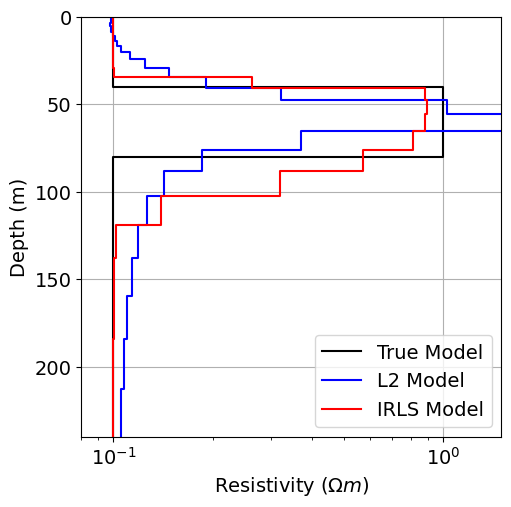 0
50
100
150
200
Depth (m)
True Model
L2 Model
IRLS Model
10⁻¹
10⁰
Resistivity (Ωm)